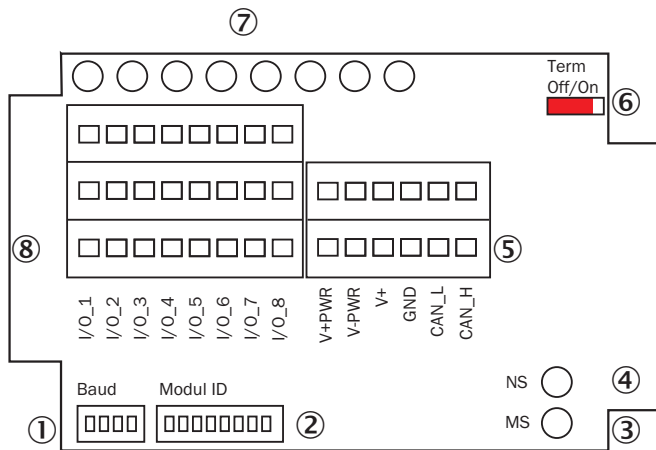 ⑦
Term
Off/On
⑥
⑧
⑤
I/O_1
I/O_2
I/O_3
I/O_4
I/O_5
I/O_6
I/O_7
I/O_8
V+PWR
V-PWR
V+
GND
CAN_L
CAN_H
NS
④
Baud
Modul ID
①
②
MS
③